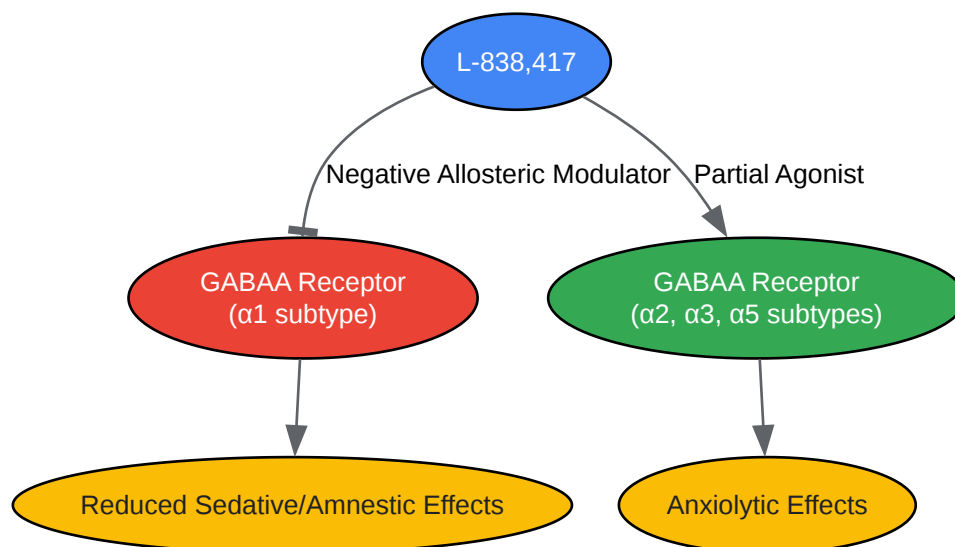 L-838,417
Negative Allosteric Modulator
Partial Agonist
GABAA Receptor
(α1 subtype)
GABAA Receptor
(α2, α3, α5 subtypes)
Reduced Sedative/Amnestic Effects
Anxiolytic Effects